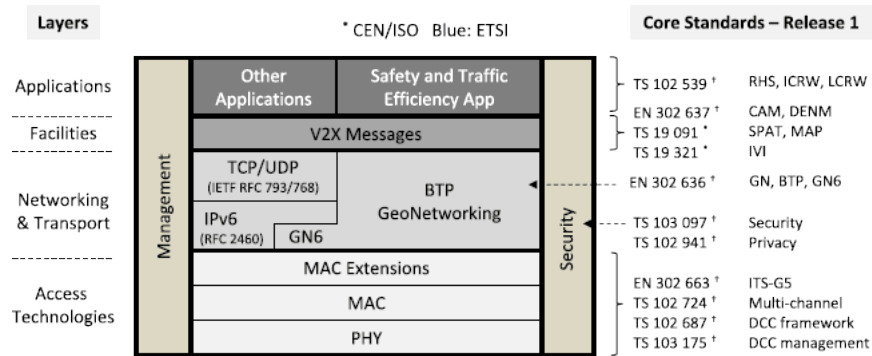 Layers
* CEN/ISO Blue: ETSI
Core Standards – Release 1
Applications
Facilities
Networking
& Transport
Access
Technologies
Management
Other
Applications
Safety and Traffic
Efficiency App
V2X Messages
TCP/UDP
(IETF RFC 793/768)
IPv6
(RFC 2460)
GN6
BTP
GeoNetworking
MAC Extensions
MAC
PHY
Security
TS 102 539 † RHS, ICRW, LCRW
EN 302 637 † CAM, DENM
TS 19 091 * SPAT, MAP
TS 19 321 * IVI
EN 302 636 † GN, BTP, GN6
TS 103 097 † Security
TS 102 941 † Privacy
EN 302 663 † ITS-G5
TS 102 724 † Multi-channel
TS 102 687 † DCC framework
TS 103 175 † DCC management